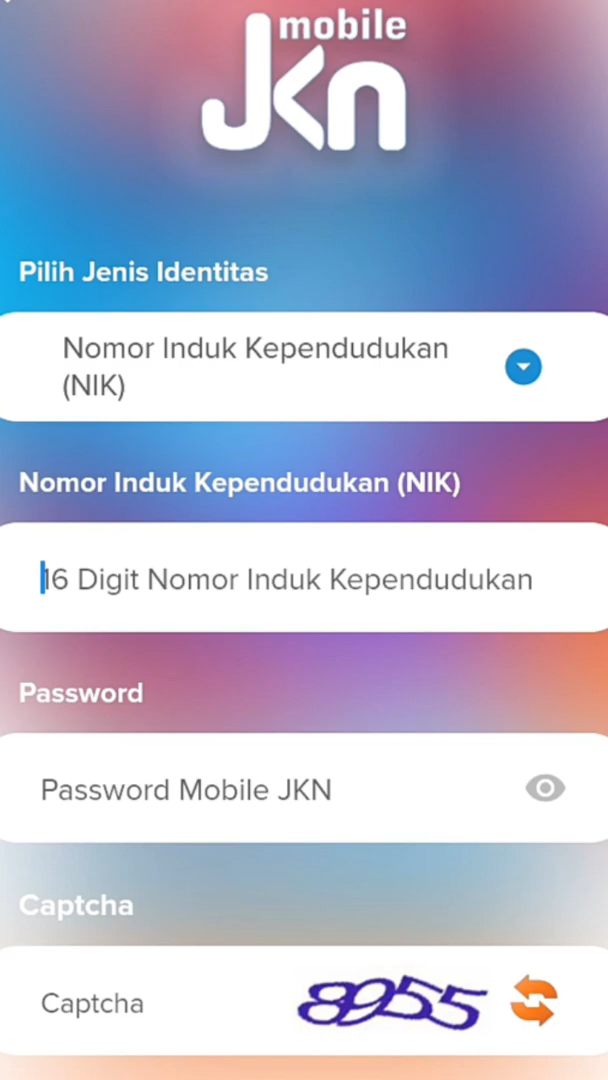 mobile
JKn
Pilih Jenis Identitas
Nomor Induk Kependudukan
(NIK)
Nomor Induk Kependudukan (NIK)
16 Digit Nomor Induk Kependudukan
Password
Password Mobile JKN
Captcha
Captcha 8955